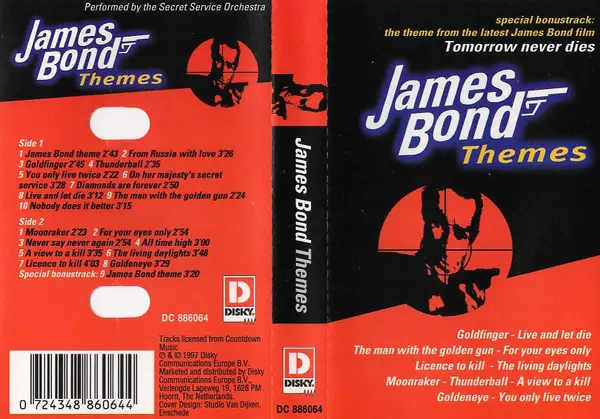 Performed by the Secret Service Orchestra
James
Bond
Themes
Side 1
1 James Bond theme 2'43 2 From Russia with love 3'26
3 Goldfinger 2'45 4 Thunderball 2'35
5 You only live twice 2'22 6 On her majesty's secret
service 3'28 7 Diamonds are forever 2'50
8 Live and let die 3'12 9 The man with the golden gun 2'24
10 Nobody does it better 3'15
Side 2
1 Moonraker 2'23 2 For your eyes only 2'54
3 Never say never again 2'54 4 All time high 3'00
5 A view to a kill 3'35 6 The living daylights 3'48
7 Licence to kill 4'03 8 Goldeneye 3'29
Special bonustrack: 9 James Bond theme 3'20
D
DISKY
DC 886064
Tracks licensed from Countdown
Music
℗ & © 1997 Disky
Communications Europe B.V.
Marketed and distributed by Disky
Communications Europe B.V.,
Verlengde Lageweg 19, 1628 PM
Hoorn, The Netherlands.
Cover Design: Studio Van Dijken,
Enschede
0 724348 860644
James Bond Themes
D
DISKY
DC 886064
special bonustrack:
the theme from the latest James Bond film
Tomorrow never dies
James
Bond
Themes
Goldfinger - Live and let die
The man with the golden gun - For your eyes only
Licence to kill - The living daylights
Moonraker - Thunderball - A view to a kill
Goldeneye - You only live twice